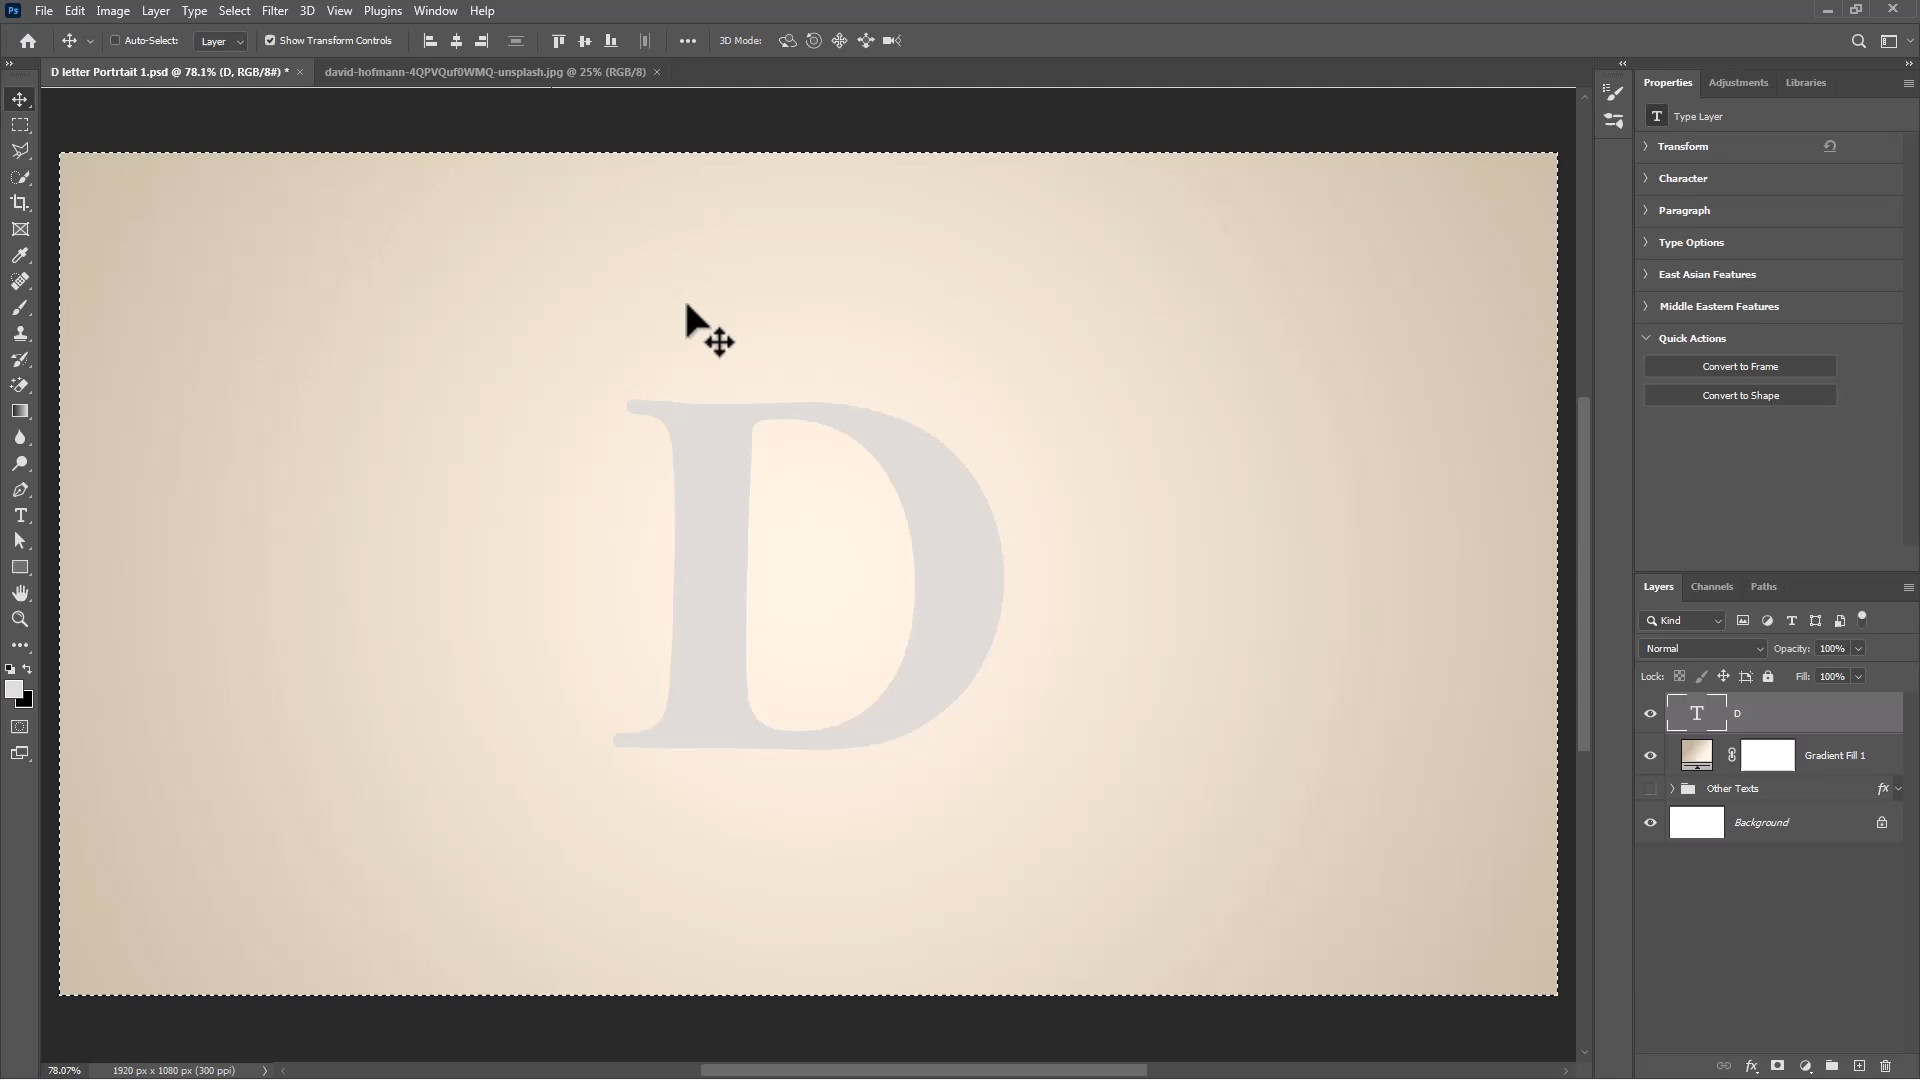 Ps File Edit Image Layer Type Select Filter 3D View Plugins Window Help
Auto-Select: Layer Show Transform Controls 3D Mode:
D letter Portrtait 1.psd @ 78.1% (D, RGB/8#) * × david-hofmann-4QPVQuf0WMQ-unsplash.jpg @ 25% (RGB/8) ×
Properties Adjustments Libraries
T Type Layer
Transform
Character
Paragraph
Type Options
East Asian Features
Middle Eastern Features
Quick Actions
Convert to Frame
Convert to Shape
D
Layers Channels Paths
Kind
Normal Opacity: 100%
Lock: Fill: 100%
T D
Gradient Fill 1
Other Texts fx
Background
78.07% 1920 px x 1080 px (300 ppi)
fx